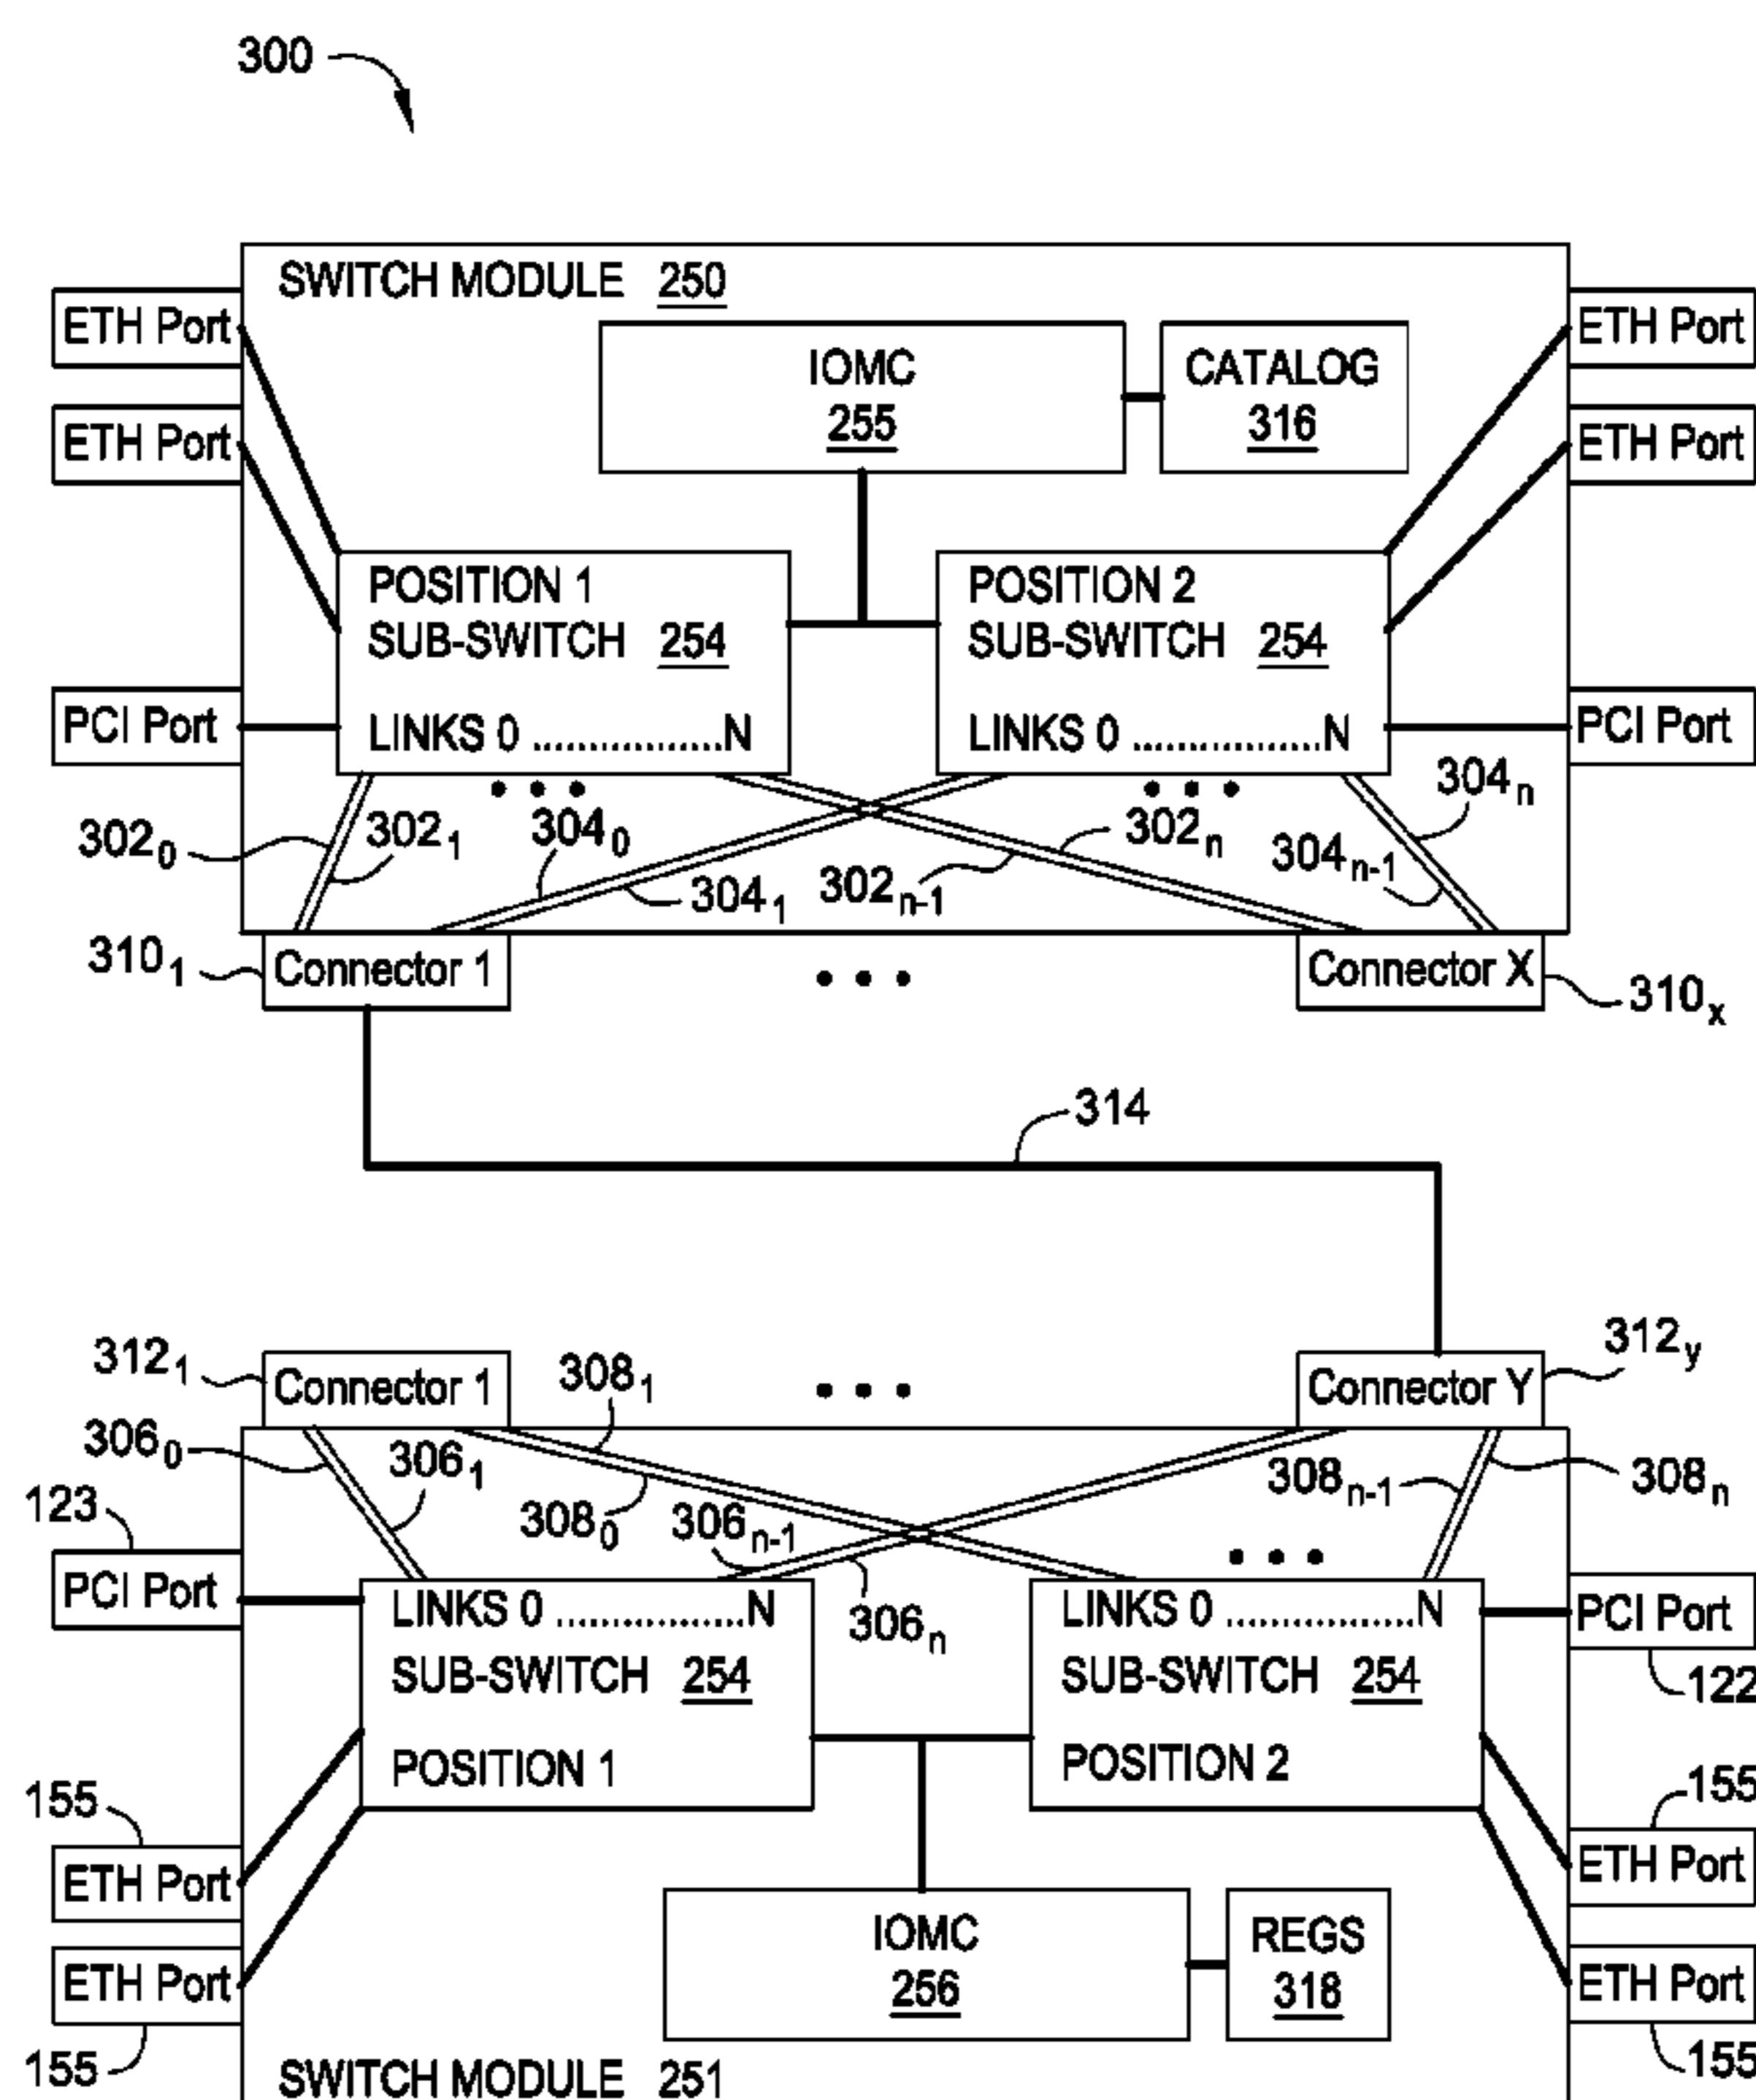 300
SWITCH MODULE 250
ETH Port
ETH Port
ETH Port
ETH Port
IOMC
255
CATALOG
316
POSITION 1
SUB-SWITCH 254
LINKS 0 .................N
POSITION 2
SUB-SWITCH 254
LINKS 0 .................N
PCI Port
PCI Port
302₀
302₁
304₀
304₁
302ₙ₋₁
302ₙ
304ₙ₋₁
304ₙ
310₁
Connector 1
• • •
Connector X
310ₓ
314
312₁
Connector 1
308₁
• • •
Connector Y
312y
306₀
306₁
308₀
306ₙ₋₁
306ₙ
308ₙ₋₁
308ₙ
123
PCI Port
LINKS 0 .................N
SUB-SWITCH 254
POSITION 1
LINKS 0 .................N
SUB-SWITCH 254
POSITION 2
PCI Port
122
155
ETH Port
155
ETH Port
ETH Port
155
ETH Port
155
IOMC
256
REGS
318
SWITCH MODULE 251